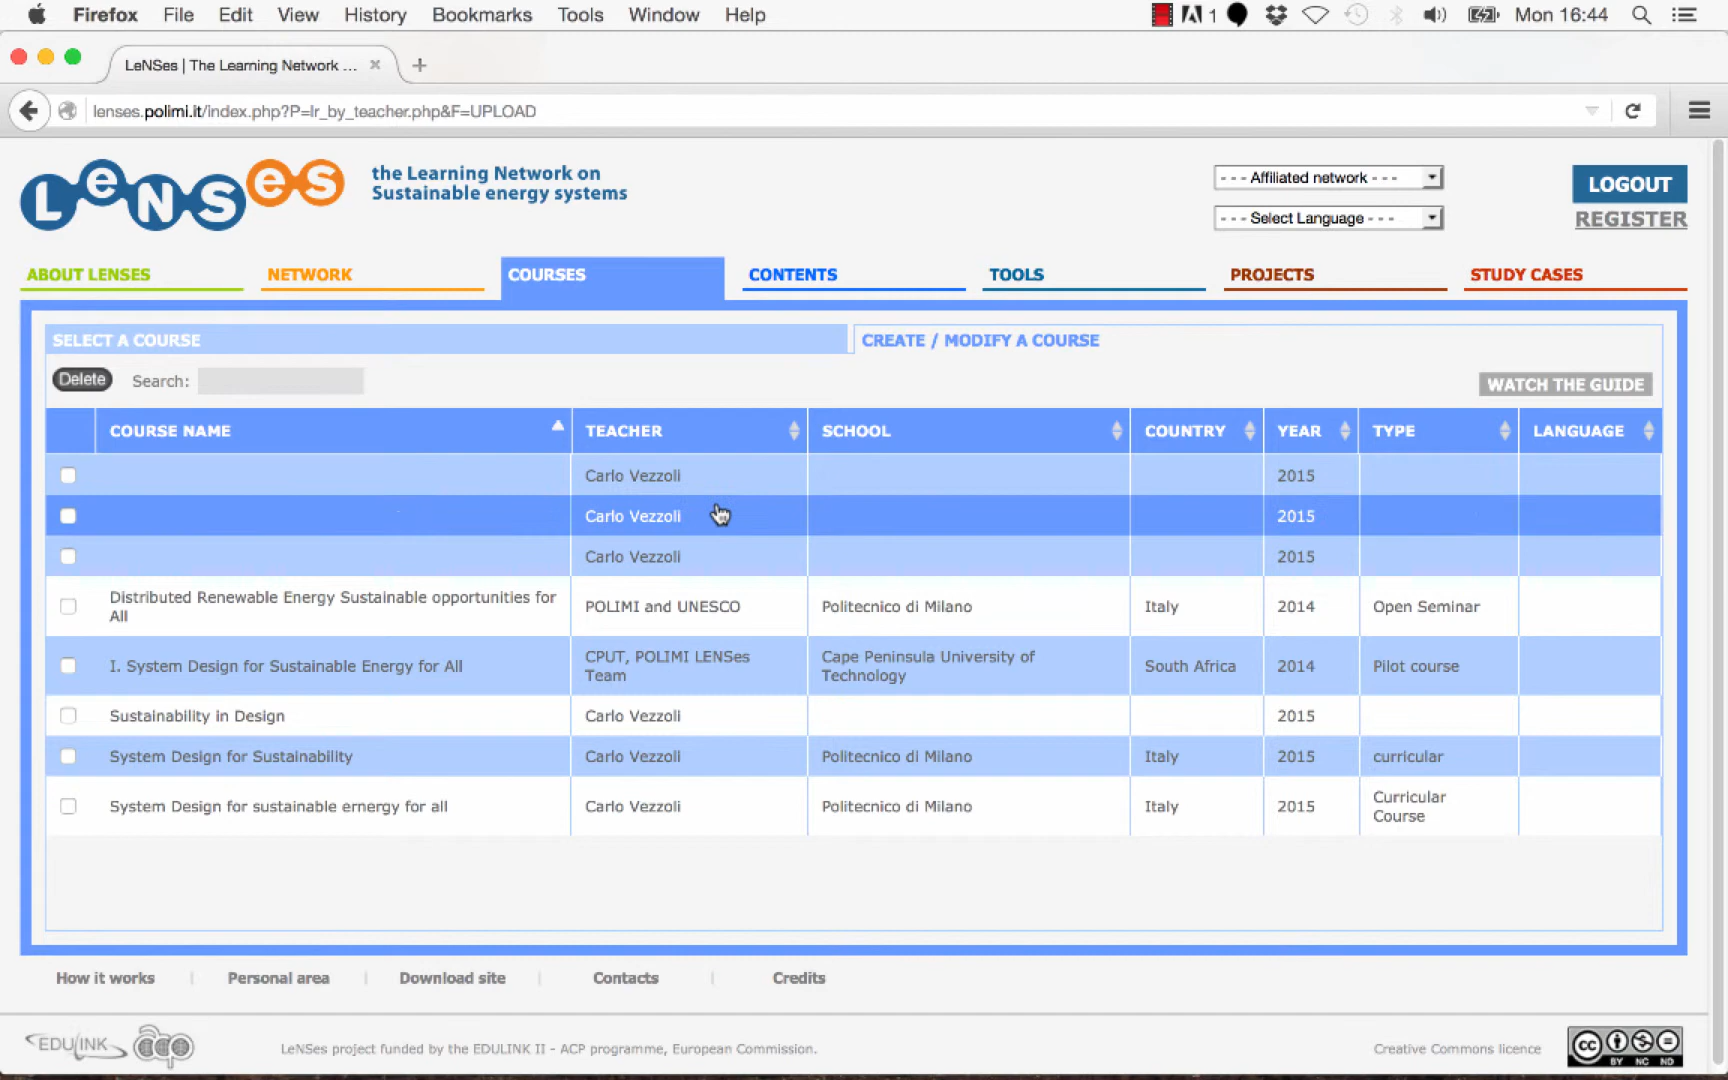 Firefox File Edit View History Bookmarks Tools Window Help 1 Mon 16:44
LeNSes | The Learning Network ...
lenses.polimi.it/index.php?P=lr_by_teacher.php&F=UPLOAD
LeNSes
the Learning Network on
Sustainable energy systems
- - - Affiliated network - - -
- - - Select Language - - -
LOGOUT
REGISTER
ABOUT LENSES NETWORK COURSES CONTENTS TOOLS PROJECTS STUDY CASES
SELECT A COURSE CREATE / MODIFY A COURSE
Delete Search: WATCH THE GUIDE
COURSE NAME TEACHER SCHOOL COUNTRY YEAR TYPE LANGUAGE
Carlo Vezzoli 2015
Carlo Vezzoli 2015
Carlo Vezzoli 2015
Distributed Renewable Energy Sustainable opportunities for
All
POLIMI and UNESCO Politecnico di Milano Italy 2014 Open Seminar
I. System Design for Sustainable Energy for All
CPUT, POLIMI LENSes
Team
Cape Peninsula University of
Technology
South Africa 2014 Pilot course
Sustainability in Design Carlo Vezzoli 2015
System Design for Sustainability Carlo Vezzoli Politecnico di Milano Italy 2015 curricular
System Design for sustainable ernergy for all Carlo Vezzoli Politecnico di Milano Italy 2015
Curricular
Course
How it works | Personal area | Download site | Contacts | Credits
EDULINK acp
LeNSes project funded by the EDULINK II - ACP programme, European Commission.
Creative Commons licence
cc BY NC ND